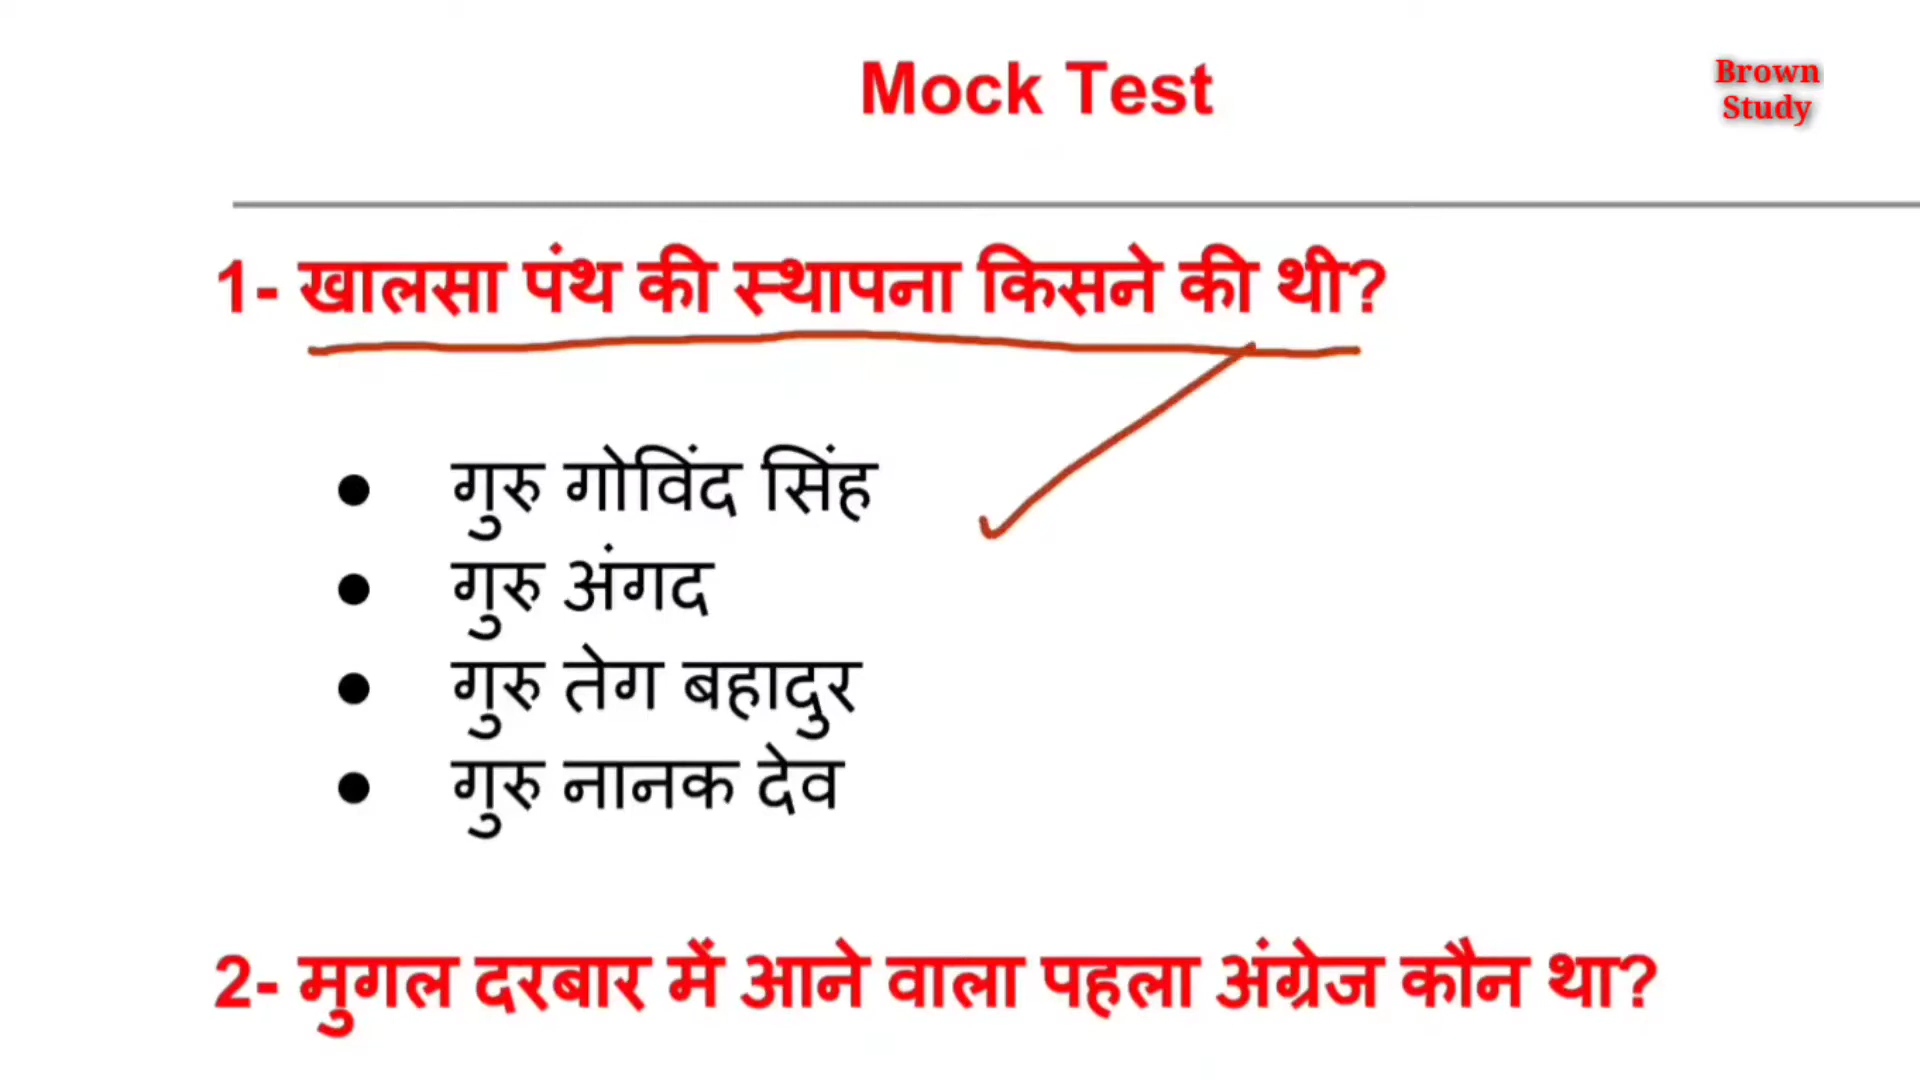 Mock Test
Brown
Study
1- खालसा पंथ की स्थापना किसने की थी?
● गुरु गोविंद सिंह
● गुरु अंगद
● गुरु तेग बहादुर
● गुरु नानक देव
2- मुगल दरबार में आने वाला पहला अंग्रेज कौन था?